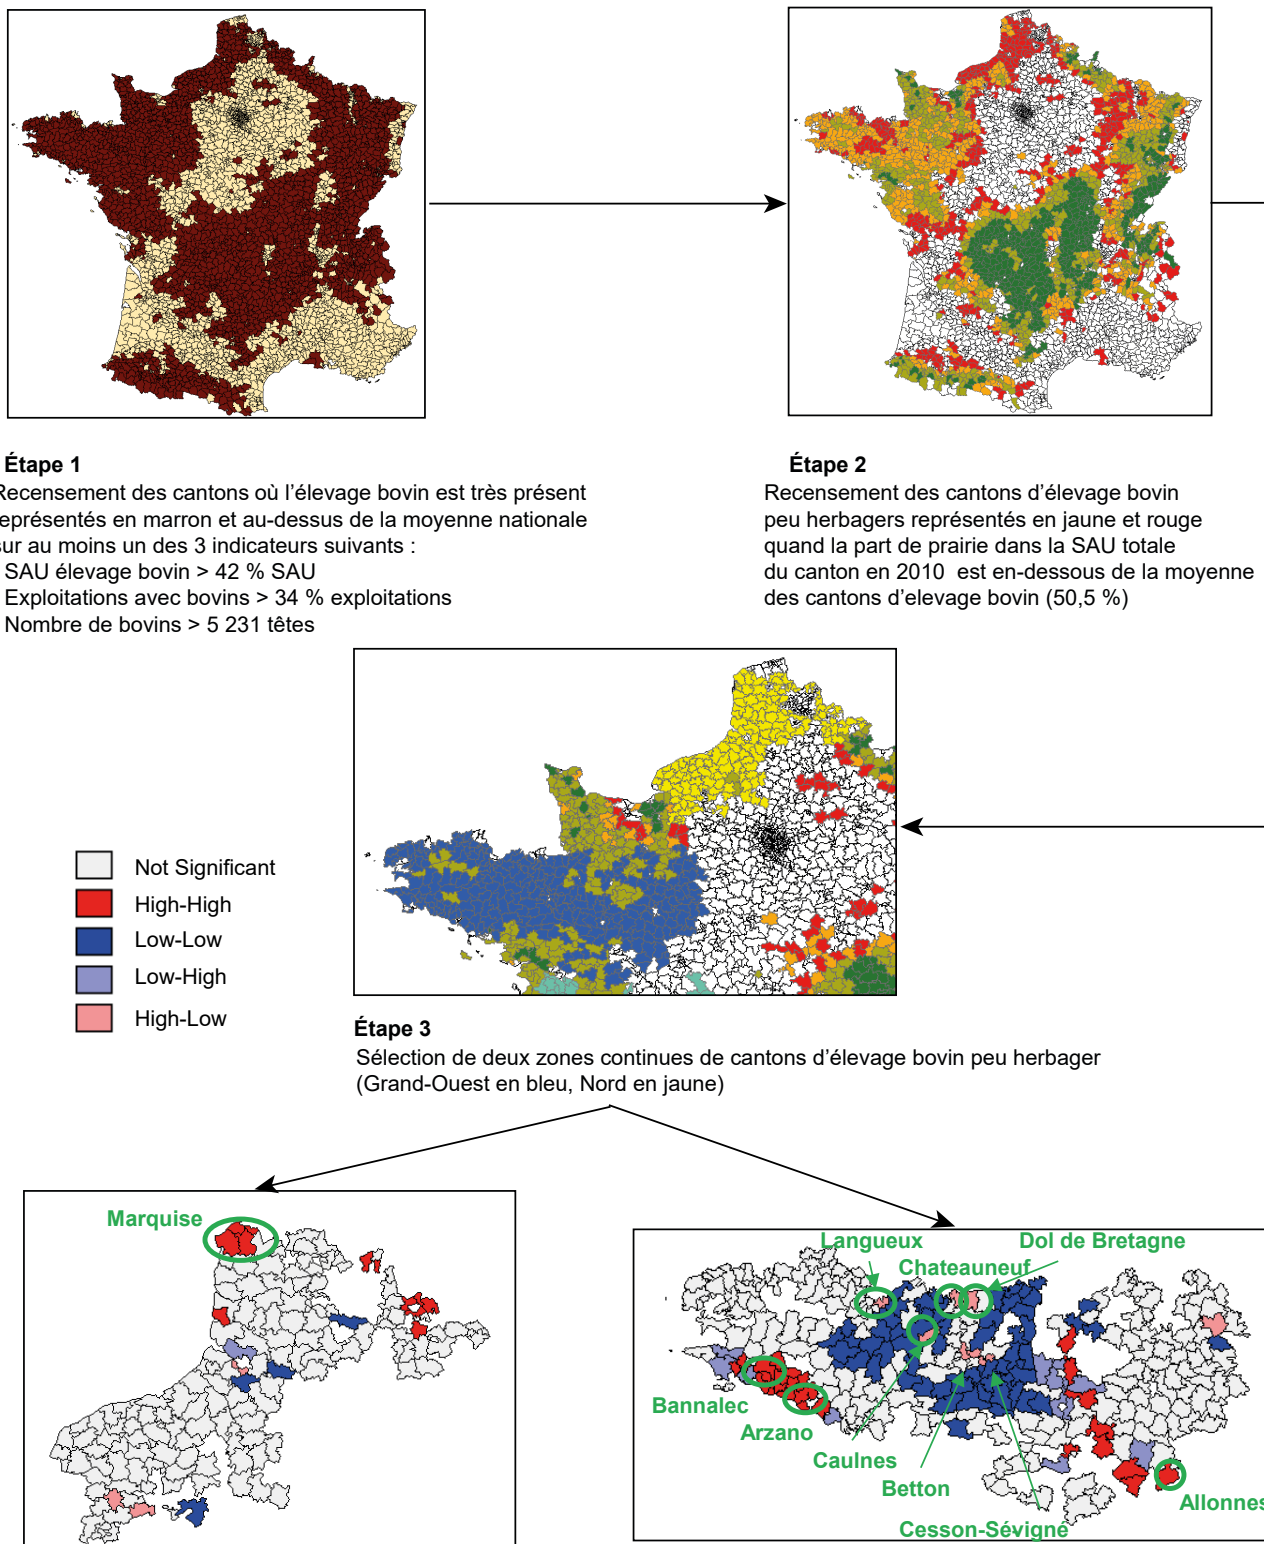 Étape 1
Recensement des cantons où l'élevage bovin est très présent
représentés en marron et au-dessus de la moyenne nationale
sur au moins un des 3 indicateurs suivants :
SAU élevage bovin > 42 % SAU
Exploitations avec bovins > 34 % exploitations
Nombre de bovins > 5 231 têtes
Étape 2
Recensement des cantons d'élevage bovin
peu herbagers représentés en jaune et rouge
quand la part de prairie dans la SAU totale
du canton en 2010 est en-dessous de la moyenne
des cantons d'elevage bovin (50,5 %)
Not Significant
High-High
Low-Low
Low-High
High-Low
Étape 3
Sélection de deux zones continues de cantons d'élevage bovin peu herbager
(Grand-Ouest en bleu, Nord en jaune)
Marquise
Langueux
Dol de Bretagne
Chateauneuf
Bannalec
Arzano
Caulnes
Betton
Cesson-Sévigné
Allonnes